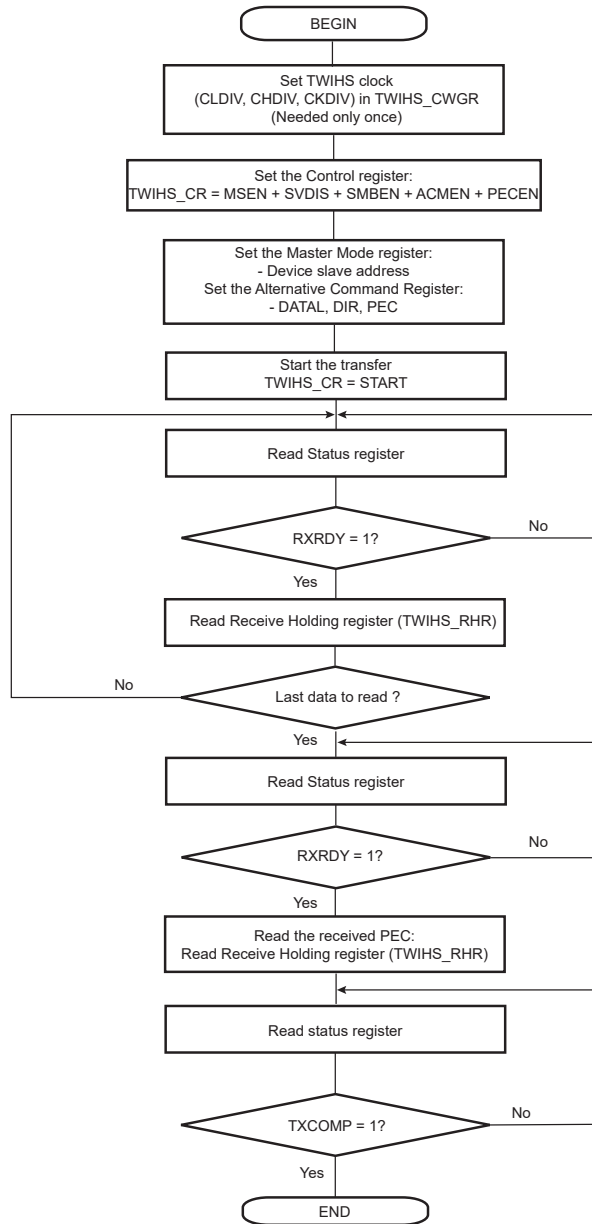 BEGIN
Set TWIHS clock
(CLDIV, CHDIV, CKDIV) in TWIHS_CWGR
(Needed only once)
Set the Control register:
TWIHS_CR = MSEN + SVDIS + SMBEN + ACMEN + PECEN
Set the Master Mode register:
- Device slave address
Set the Alternative Command Register:
- DATAL, DIR, PEC
Start the transfer
TWIHS_CR = START
Read Status register
RXRDY = 1?
No
Yes
Read Receive Holding register (TWIHS_RHR)
No
Last data to read ?
Yes
Read Status register
RXRDY = 1?
No
Yes
Read the received PEC:
Read Receive Holding register (TWIHS_RHR)
Read status register
TXCOMP = 1?
No
Yes
END